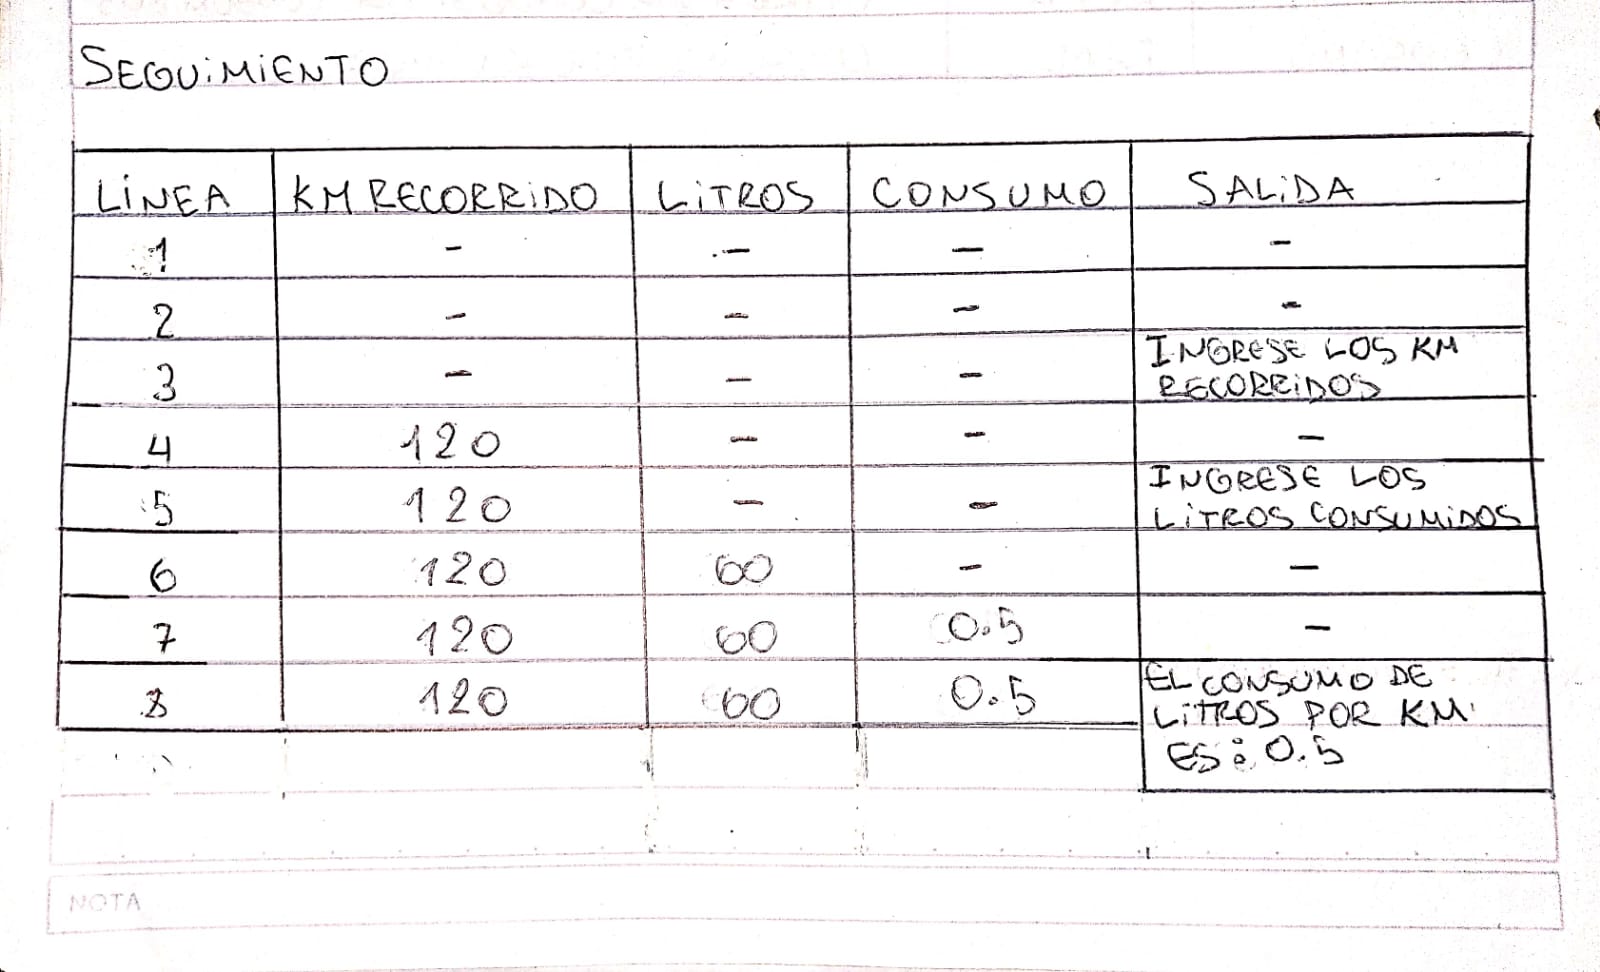 SEGUiMiENTO
LiNEA KM RECORRiDO LiTROS CONSUMO SALiDA
1 - - - -
2 - - - -
3 - - - INGRESE LOS KM
RECORRiDOS
4 120 - - -
5 120 - - INGRESE LOS
LiTROS CONSUMiDOS
6 120 60 - -
7 120 60 0.5 -
8 120 60 0.5 EL CONSUMO DE
LiTROS POR KM
ES: 0.5
NOTA